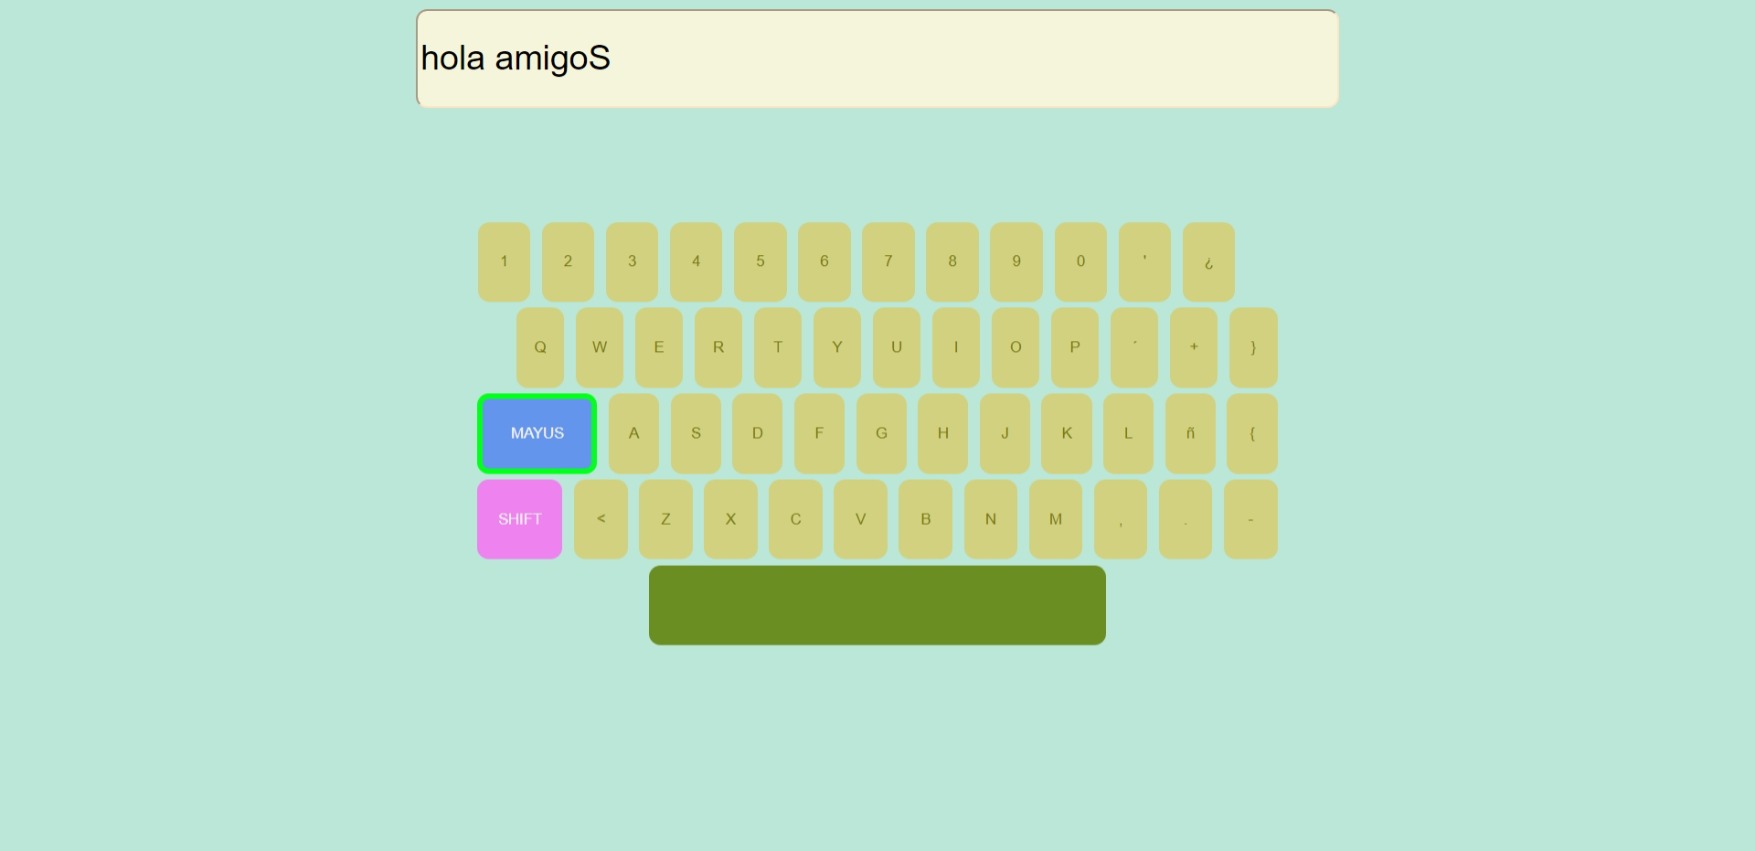 hola amigoS
1 2 3 4 5 6 7 8 9 0 ' ¿
Q W E R T Y U I O P ´ + }
MAYUS A S D F G H J K L ñ {
SHIFT < Z X C V B N M , . -